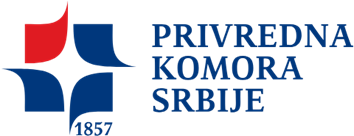 PRIVREDNA
KOMORA
SRBIJE
1857